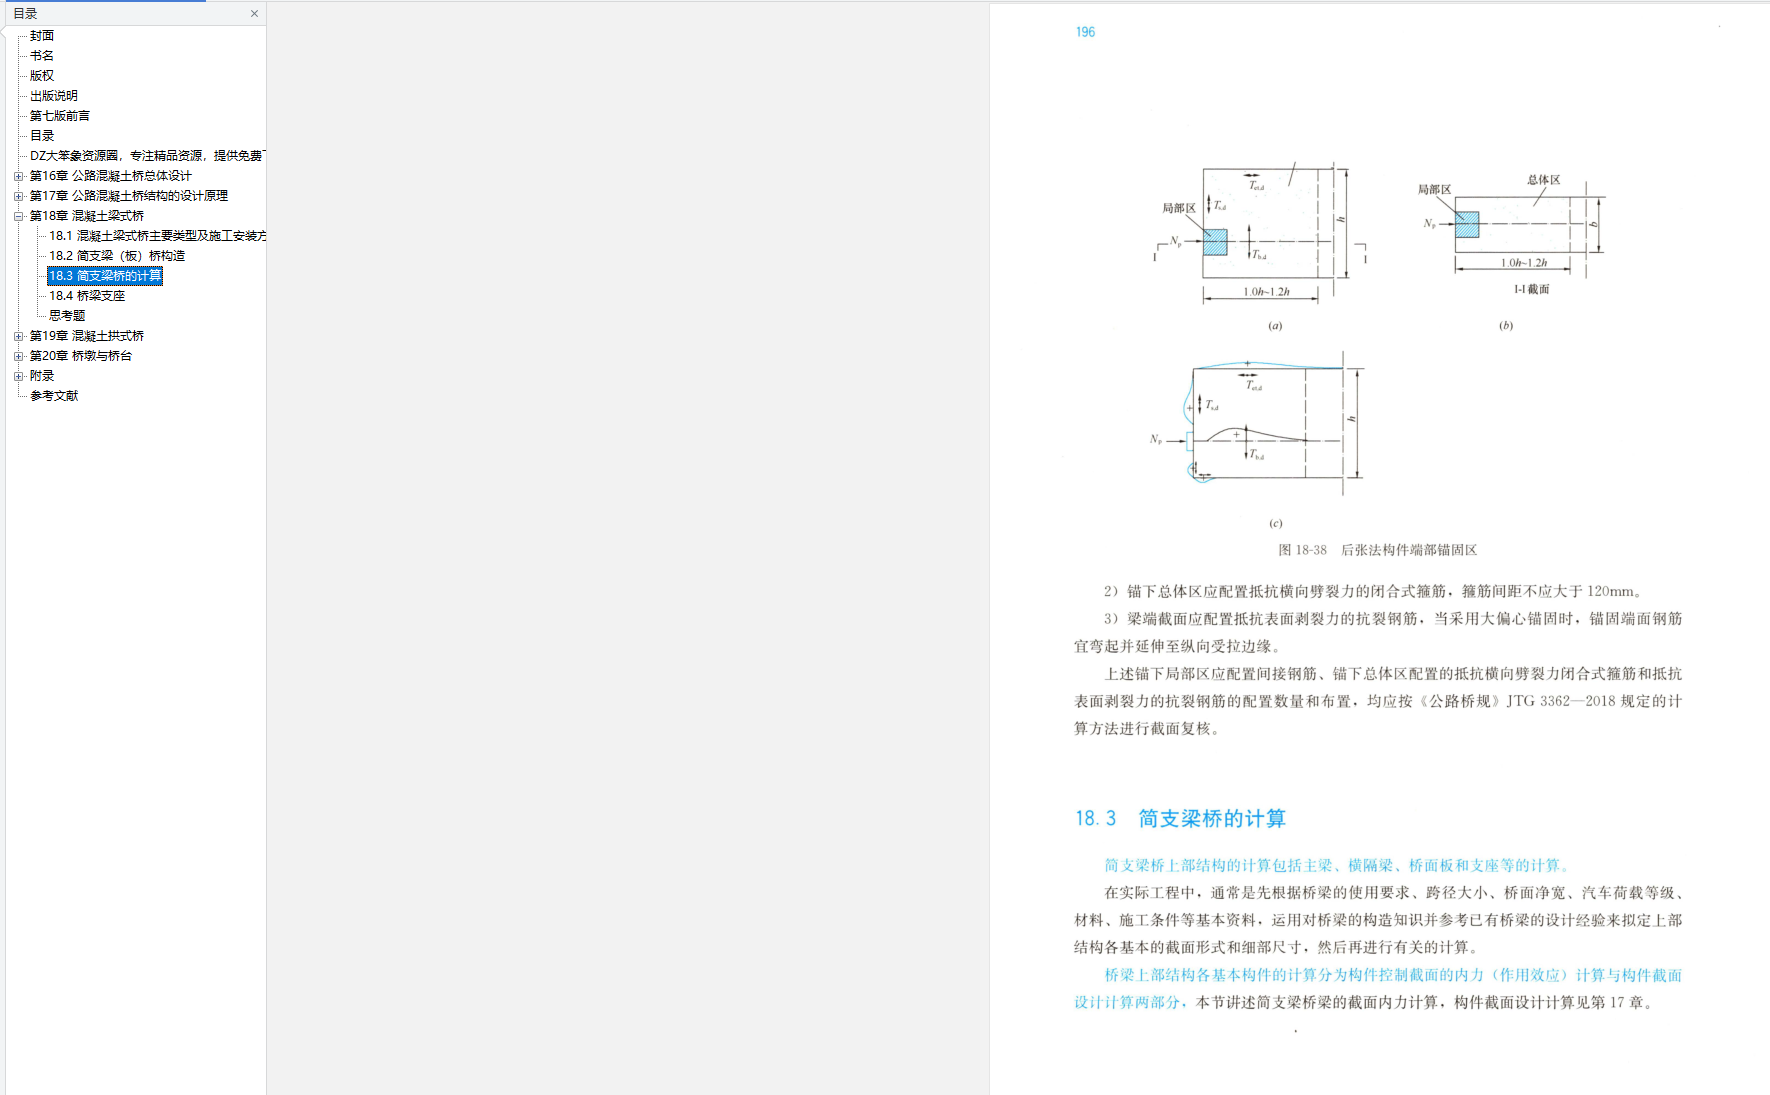 目录
封面
书名
版权
出版说明
第七版前言
目录
DZ大笨象资源圈，专注精品资源，提供免费
第16章 公路混凝土桥总体设计
第17章 公路混凝土桥结构的设计原理
第18章 混凝土梁式桥
18.1 混凝土梁式桥主要类型及施工安装方
18.2 简支梁（板）桥构造
18.3 简支梁桥的计算
18.4 桥梁支座
思考题
第19章 混凝土拱式桥
第20章 桥墩与桥台
附录
参考文献
196
Tet,d
Ts,d
局部区
Np
Tb,d
h
I
I
1.0h~1.2h
(a)
总体区
局部区
Np
b
1.0h~1.2h
I-I 截面
(b)
Tet,d
Ts,d
Np
Tb,d
h
(c)
图 18-38 后张法构件端部锚固区
2）锚下总体区应配置抵抗横向劈裂力的闭合式箍筋，箍筋间距不应大于 120mm。
3）梁端截面应配置抵抗表面剥裂力的抗裂钢筋，当采用大偏心锚固时，锚固端面钢筋
宜弯起并延伸至纵向受拉边缘。
上述锚下局部区应配置间接钢筋、锚下总体区配置的抵抗横向劈裂力闭合式箍筋和抵抗
表面剥裂力的抗裂钢筋的配置数量和布置，均应按《公路桥规》JTG 3362—2018 规定的计
算方法进行截面复核。
18.3 简支梁桥的计算
简支梁桥上部结构的计算包括主梁、横隔梁、桥面板和支座等的计算。
在实际工程中，通常是先根据桥梁的使用要求、跨径大小、桥面净宽、汽车荷载等级、
材料、施工条件等基本资料，运用对桥梁的构造知识并参考已有桥梁的设计经验来拟定上部
结构各基本的截面形式和细部尺寸，然后再进行有关的计算。
桥梁上部结构各基本构件的计算分为构件控制截面的内力（作用效应）计算与构件截面
设计计算两部分，本节讲述简支梁桥梁的截面内力计算，构件截面设计计算见第 17 章。